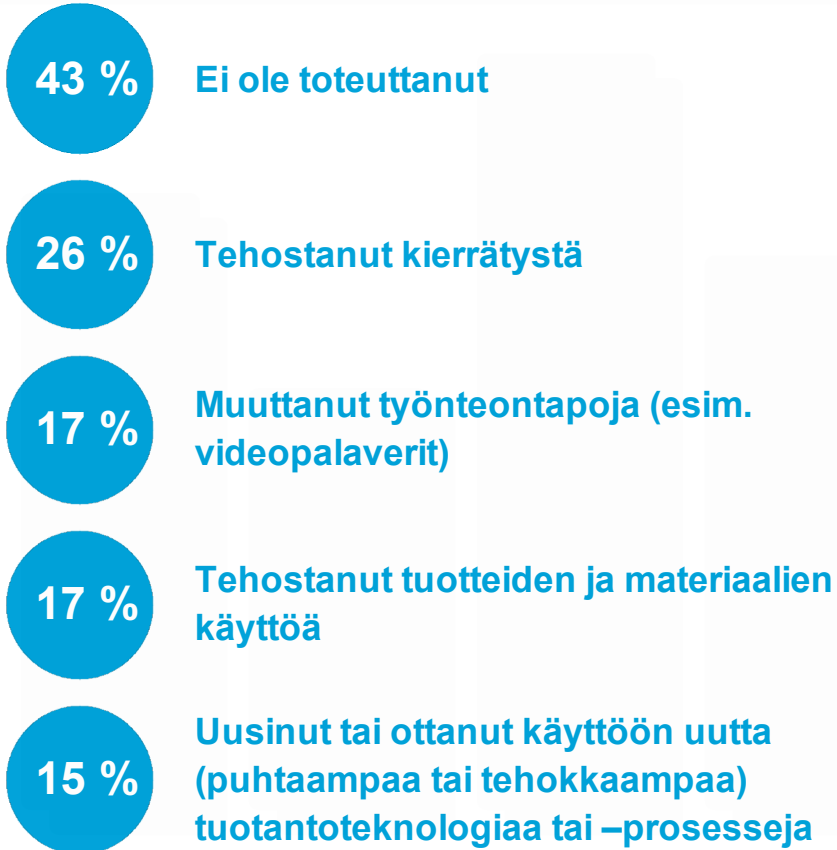 43 % Ei ole toteuttanut
26 % Tehostanut kierrätystä
17 % Muuttanut työnteontapoja (esim.
videopalaverit)
17 % Tehostanut tuotteiden ja materiaalien
käyttöä
15 % Uusinut tai ottanut käyttöön uutta
(puhtaampaa tai tehokkaampaa)
tuotantoteknologiaa tai –prosesseja